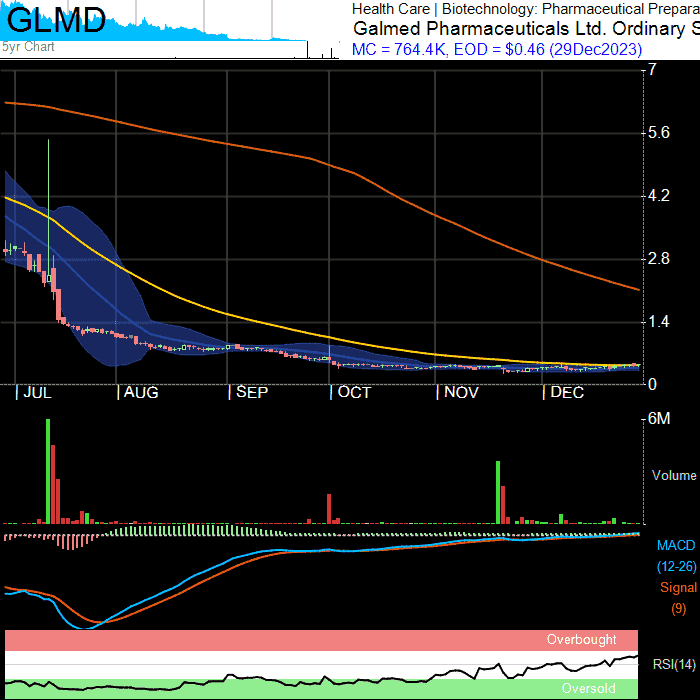 GLMD
5yr Chart
Health Care | Biotechnology: Pharmaceutical Prepara
Galmed Pharmaceuticals Ltd. Ordinary S
MC = 764.4K, EOD = $0.46 (29Dec2023)
7
5.6
4.2
2.8
1.4
0
JUL AUG SEP OCT NOV DEC
6M
Volume
MACD
(12-26)
Signal
(9)
Overbought
RSI(14)
Oversold